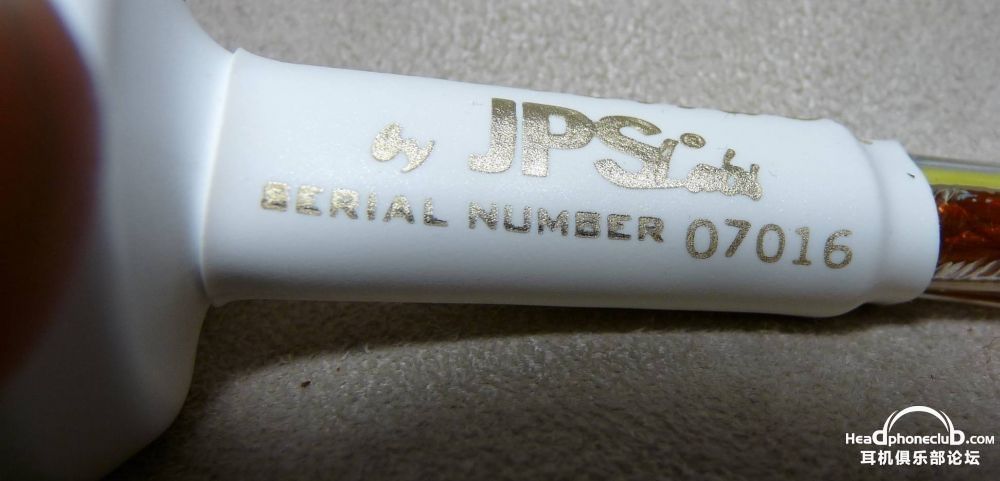 by JPS Labs
SERIAL NUMBER 07016
Headphoneclub.com
耳机俱乐部论坛